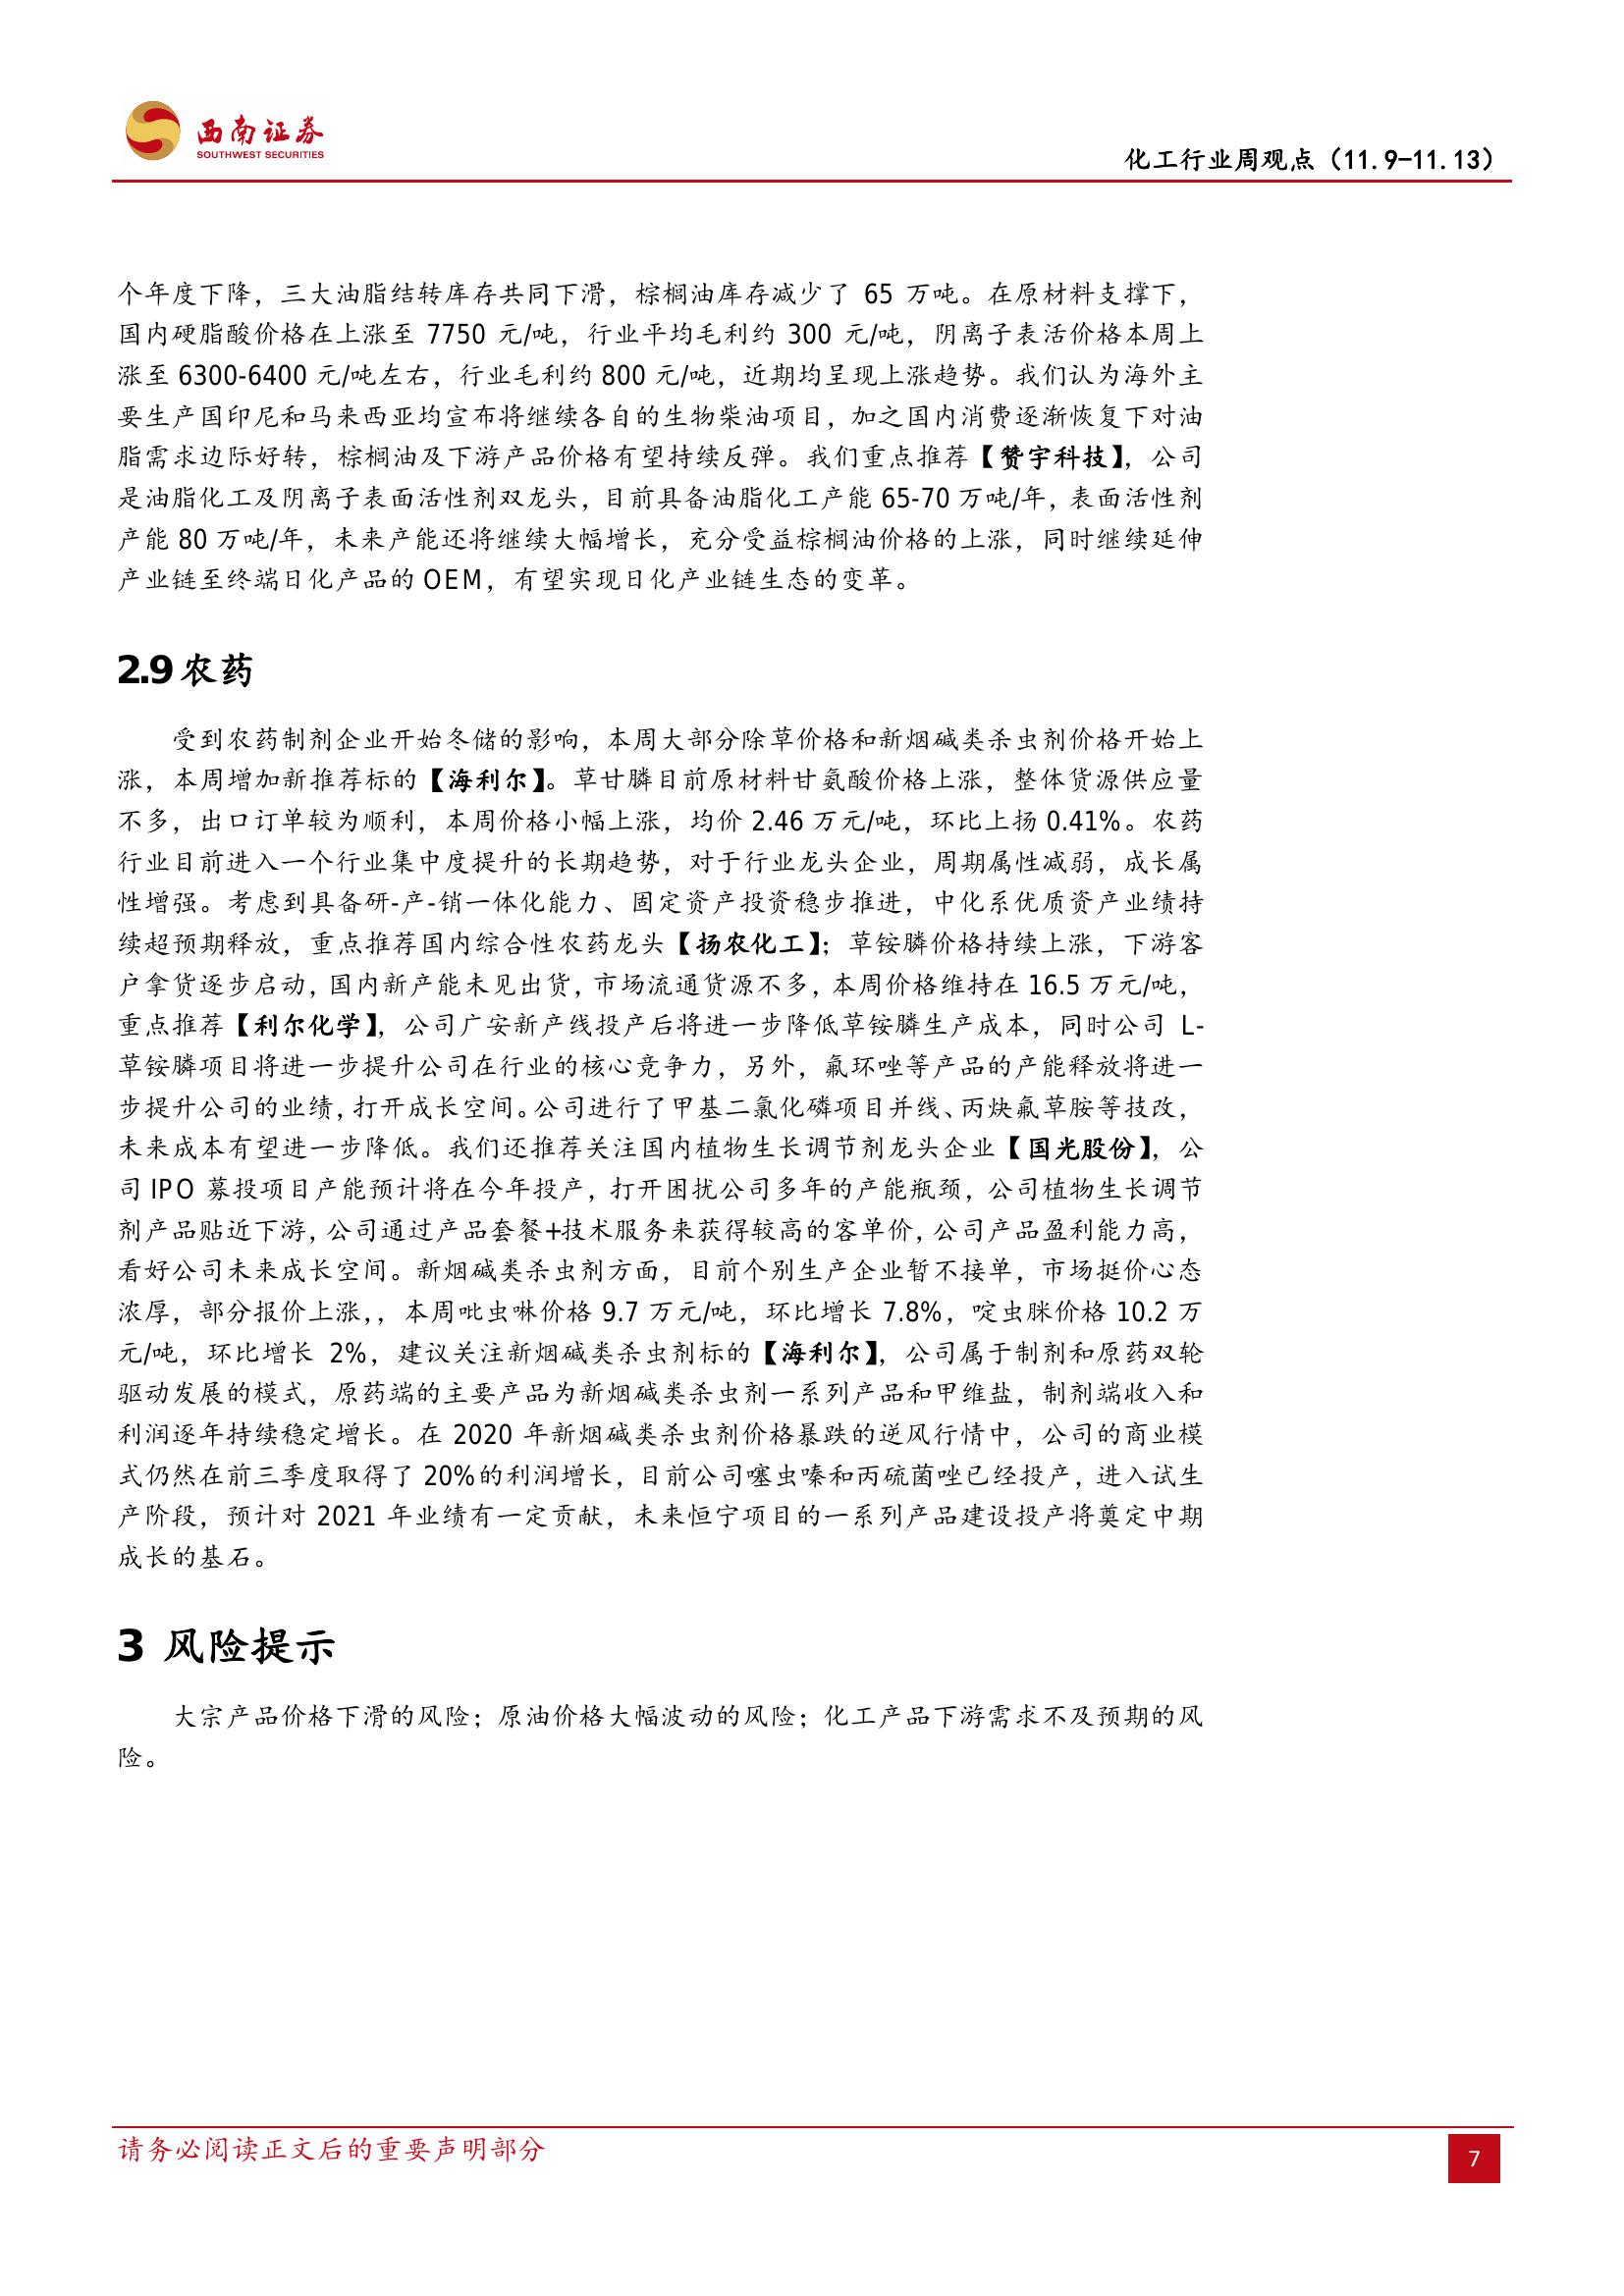 西南证券
SOUTHWEST SECURITIES
化工行业周观点（11.9-11.13）
个年度下降，三大油脂结转库存共同下滑，棕榈油库存减少了 65 万吨。在原材料支撑下，
国内硬脂酸价格在上涨至 7750 元/吨，行业平均毛利约 300 元/吨，阴离子表活价格本周上
涨至 6300-6400 元/吨左右，行业毛利约 800 元/吨，近期均呈现上涨趋势。我们认为海外主
要生产国印尼和马来西亚均宣布将继续各自的生物柴油项目，加之国内消费逐渐恢复下对油
脂需求边际好转，棕榈油及下游产品价格有望持续反弹。我们重点推荐【赞宇科技】，公司
是油脂化工及阴离子表面活性剂双龙头，目前具备油脂化工产能 65-70 万吨/年，表面活性剂
产能 80 万吨/年，未来产能还将继续大幅增长，充分受益棕榈油价格的上涨，同时继续延伸
产业链至终端日化产品的 OEM，有望实现日化产业链生态的变革。
2.9 农药
受到农药制剂企业开始冬储的影响，本周大部分除草价格和新烟碱类杀虫剂价格开始上
涨，本周增加新推荐标的【海利尔】。草甘膦目前原材料甘氨酸价格上涨，整体货源供应量
不多，出口订单较为顺利，本周价格小幅上涨，均价 2.46 万元/吨，环比上扬 0.41%。农药
行业目前进入一个行业集中度提升的长期趋势，对于行业龙头企业，周期属性减弱，成长属
性增强。考虑到具备研-产-销一体化能力、固定资产投资稳步推进，中化系优质资产业绩持
续超预期释放，重点推荐国内综合性农药龙头【扬农化工】；草铵膦价格持续上涨，下游客
户拿货逐步启动，国内新产能未见出货，市场流通货源不多，本周价格维持在 16.5 万元/吨，
重点推荐【利尔化学】，公司广安新产线投产后将进一步降低草铵膦生产成本，同时公司 L-
草铵膦项目将进一步提升公司在行业的核心竞争力，另外，氟环唑等产品的产能释放将进一
步提升公司的业绩，打开成长空间。公司进行了甲基二氯化磷项目并线、丙炔氟草胺等技改，
未来成本有望进一步降低。我们还推荐关注国内植物生长调节剂龙头企业【国光股份】，公
司 IPO 募投项目产能预计将在今年投产，打开困扰公司多年的产能瓶颈，公司植物生长调节
剂产品贴近下游，公司通过产品套餐+技术服务来获得较高的客单价，公司产品盈利能力高，
看好公司未来成长空间。新烟碱类杀虫剂方面，目前个别生产企业暂不接单，市场挺价心态
浓厚，部分报价上涨，，本周吡虫啉价格 9.7 万元/吨，环比增长 7.8%，啶虫脒价格 10.2 万
元/吨，环比增长 2%，建议关注新烟碱类杀虫剂标的【海利尔】，公司属于制剂和原药双轮
驱动发展的模式，原药端的主要产品为新烟碱类杀虫剂一系列产品和甲维盐，制剂端收入和
利润逐年持续稳定增长。在 2020 年新烟碱类杀虫剂价格暴跌的逆风行情中，公司的商业模
式仍然在前三季度取得了 20%的利润增长，目前公司噻虫嗪和丙硫菌唑已经投产，进入试生
产阶段，预计对 2021 年业绩有一定贡献，未来恒宁项目的一系列产品建设投产将奠定中期
成长的基石。
3 风险提示
大宗产品价格下滑的风险；原油价格大幅波动的风险；化工产品下游需求不及预期的风
险。
请务必阅读正文后的重要声明部分
7